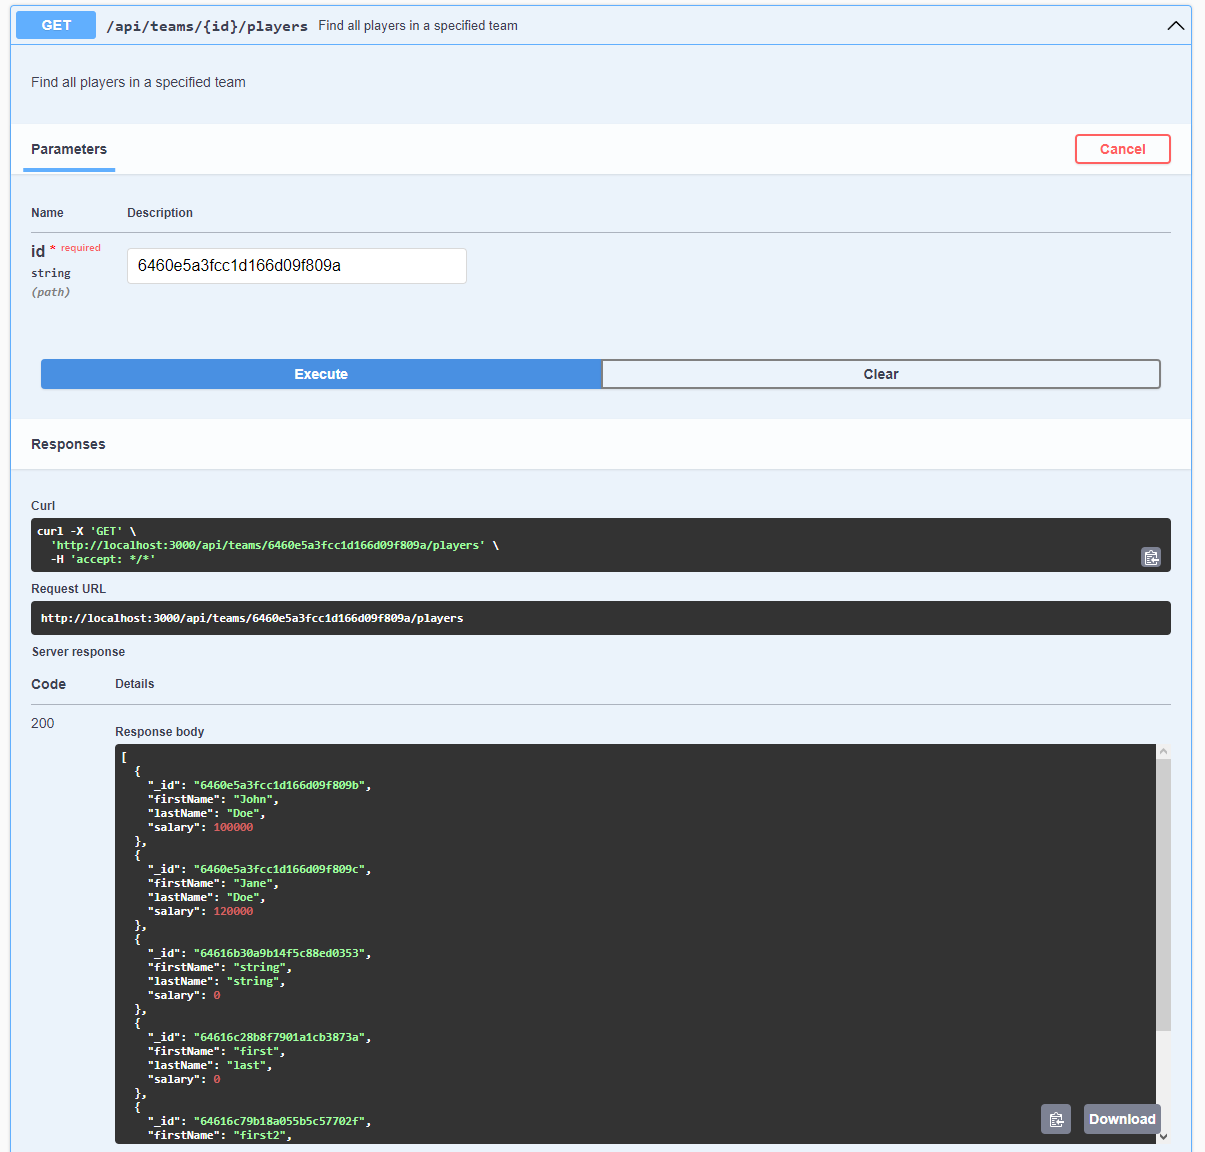 GET /api/teams/{id}/players Find all players in a specified team
Find all players in a specified team
Parameters
Cancel
Name Description
id * required
string
(path)
6460e5a3fcc1d166d09f809a
Execute Clear
Responses
Curl
curl -X 'GET' \
'http://localhost:3000/api/teams/6460e5a3fcc1d166d09f809a/players' \
-H 'accept: */*'
Request URL
http://localhost:3000/api/teams/6460e5a3fcc1d166d09f809a/players
Server response
Code Details
200
Response body
[
{
"_id": "6460e5a3fcc1d166d09f809b",
"firstName": "John",
"lastName": "Doe",
"salary": 100000
},
{
"_id": "6460e5a3fcc1d166d09f809c",
"firstName": "Jane",
"lastName": "Doe",
"salary": 120000
},
{
"_id": "64616b30a9b14f5c88ed0353",
"firstName": "string",
"lastName": "string",
"salary": 0
},
{
"_id": "64616c28b8f7901a1cb3873a",
"firstName": "first",
"lastName": "last",
"salary": 0
},
{
"_id": "64616c79b18a055b5c57702f",
"firstName": "first2",
Download